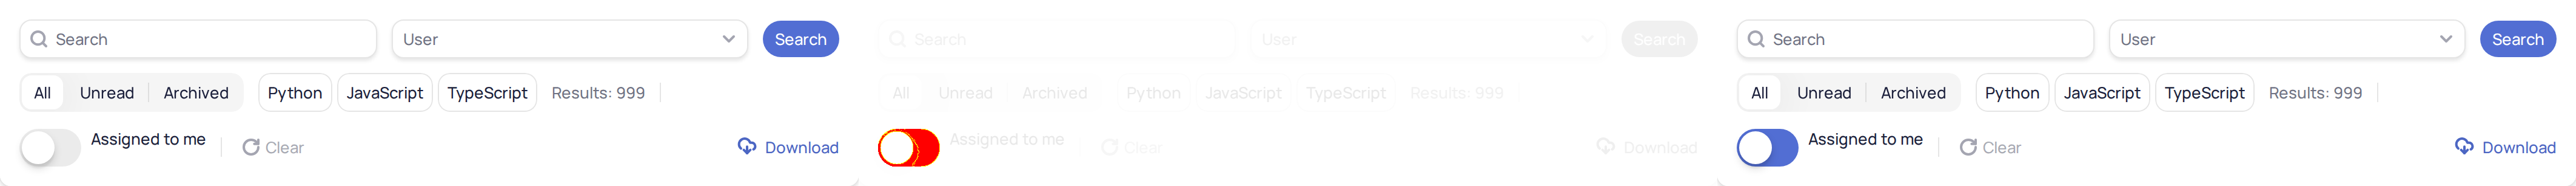 Search User Search Search User Search Search User Search
All Unread Archived Python JavaScript TypeScript Results: 999 All Unread Archived Python JavaScript TypeScript Results: 999 All Unread Archived Python JavaScript TypeScript Results: 999
Assigned to me Clear Download Assigned to me Clear Download Assigned to me Clear Download